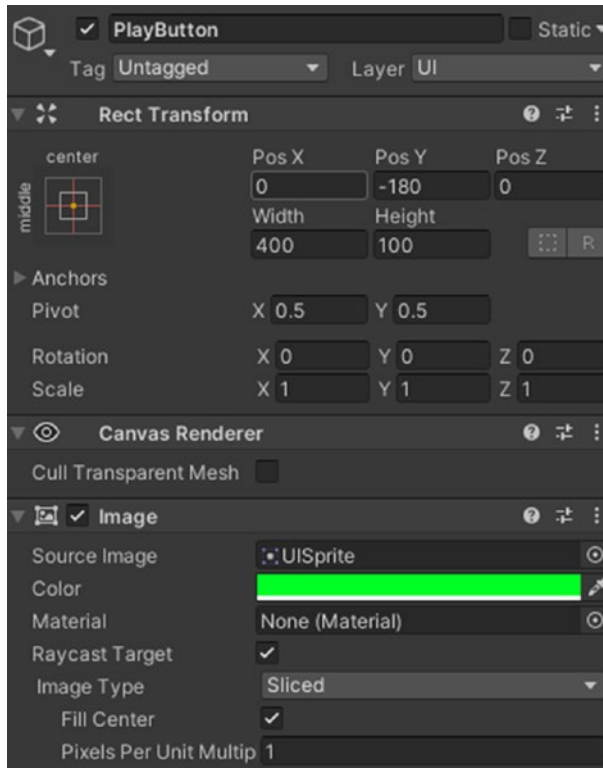 PlayButton Static
Tag Untagged Layer UI
Rect Transform
center Pos X Pos Y Pos Z
middle 0 -180 0
Width Height
400 100 R
Anchors
Pivot X 0.5 Y 0.5
Rotation X 0 Y 0 Z 0
Scale X 1 Y 1 Z 1
Canvas Renderer
Cull Transparent Mesh
Image
Source Image UISprite
Color
Material None (Material)
Raycast Target
Image Type Sliced
Fill Center
Pixels Per Unit Multip 1